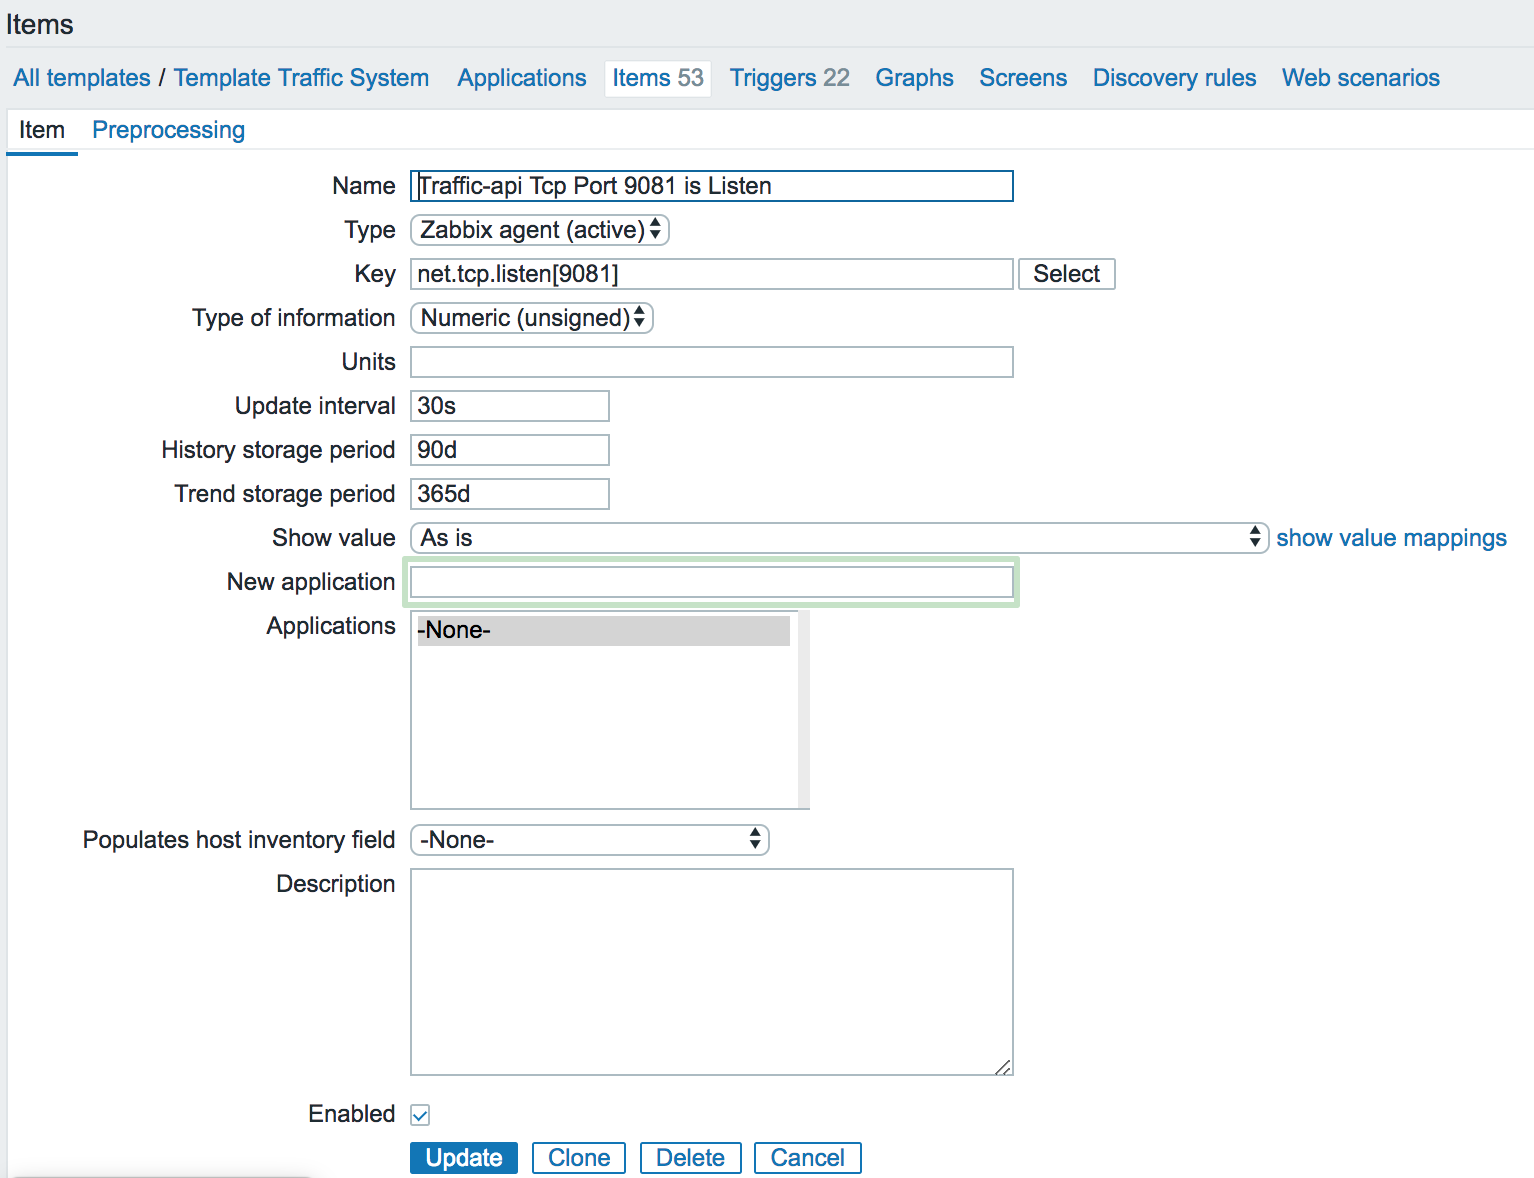 Items
All templates / Template Traffic System Applications Items 53 Triggers 22 Graphs Screens Discovery rules Web scenarios
Item Preprocessing
Name Traffic-api Tcp Port 9081 is Listen
Type Zabbix agent (active)
Key net.tcp.listen[9081] Select
Type of information Numeric (unsigned)
Units
Update interval 30s
History storage period 90d
Trend storage period 365d
Show value As is show value mappings
New application
Applications -None-
Populates host inventory field -None-
Description
Enabled
Update Clone Delete Cancel